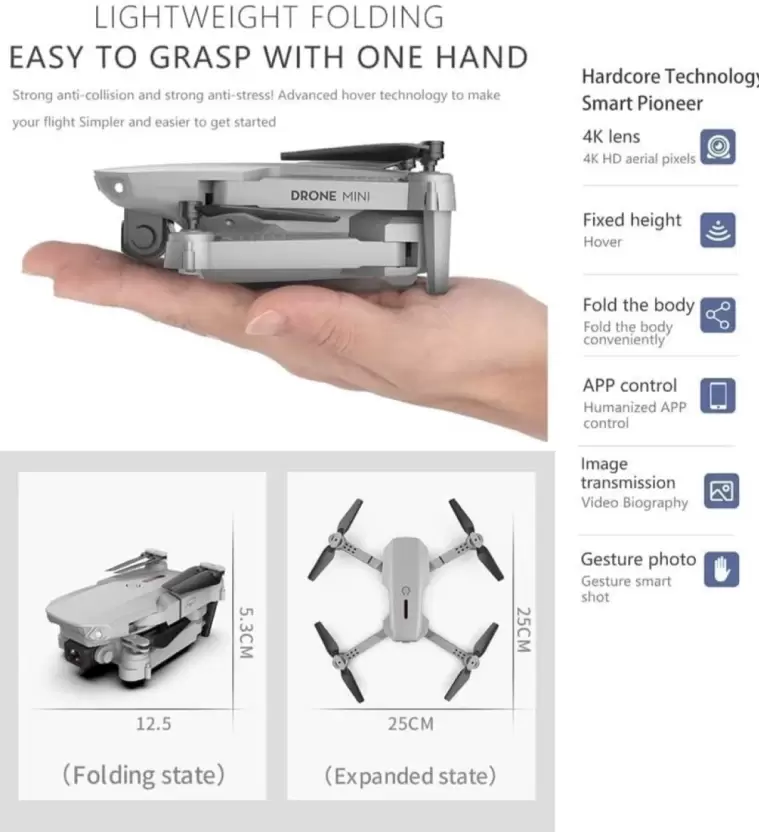 LIGHTWEIGHT FOLDING
EASY TO GRASP WITH ONE HAND
Strong anti-collision and strong anti-stress! Advanced hover technology to make
your flight Simpler and easier to get started
DRONE MINI
Hardcore Technology
Smart Pioneer
4K lens
4K HD aerial pixels
Fixed height
Hover
Fold the body
Fold the body
conveniently
APP control
Humanized APP
control
Image
transmission
Video Biography
Gesture photo
Gesture smart
shot
5.3CM
12.5
(Folding state)
25CM
25CM
(Expanded state)